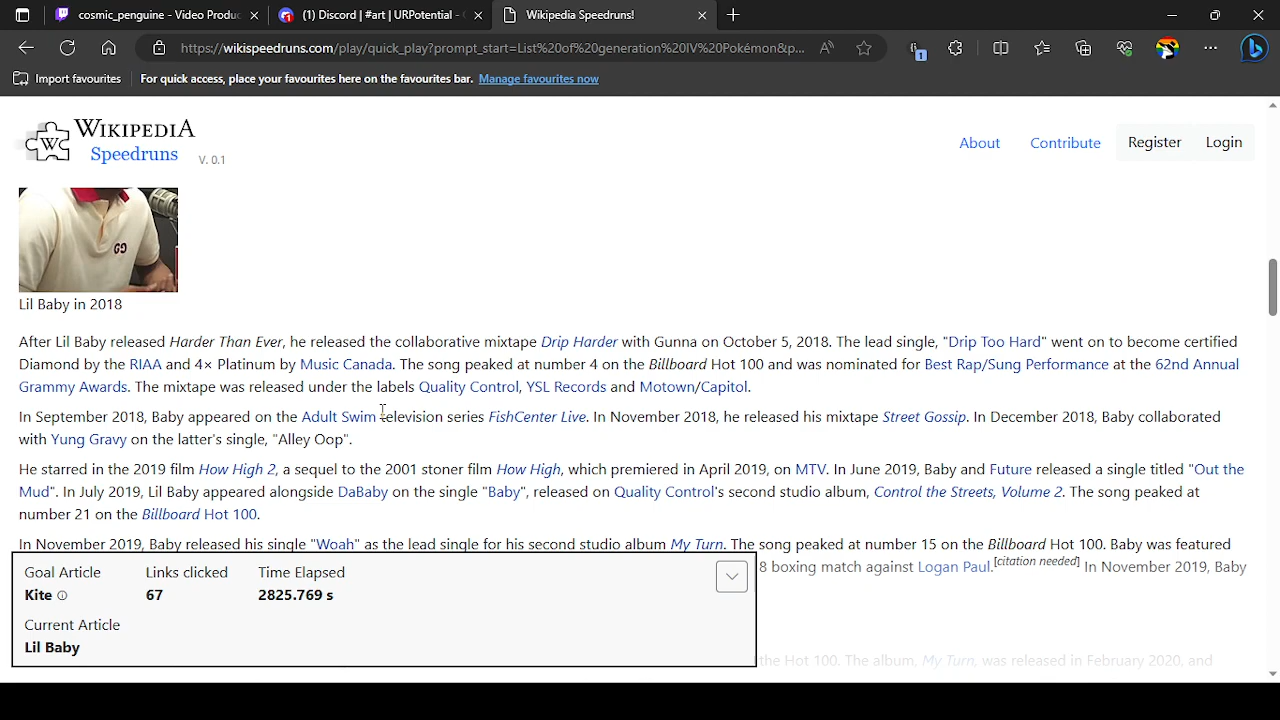 cosmic_penguine - Video Produc
(1) Discord | #art | URPotential -
Wikipedia Speedruns!
https://wikispeedruns.com/play/quick_play?prompt_start=List%20of%20generation%20IV%20Pokémon&p...
1
Import favourites
For quick access, place your favourites here on the favourites bar. Manage favourites now
WIKIPEDIA
Speedruns
V. 0.1
About
Contribute
Register
Login
Lil Baby in 2018
After Lil Baby released Harder Than Ever, he released the collaborative mixtape Drip Harder with Gunna on October 5, 2018. The lead single, "Drip Too Hard" went on to become certified
Diamond by the RIAA and 4× Platinum by Music Canada. The song peaked at number 4 on the Billboard Hot 100 and was nominated for Best Rap/Sung Performance at the 62nd Annual
Grammy Awards. The mixtape was released under the labels Quality Control, YSL Records and Motown/Capitol.
In September 2018, Baby appeared on the Adult Swim television series FishCenter Live. In November 2018, he released his mixtape Street Gossip. In December 2018, Baby collaborated
with Yung Gravy on the latter's single, "Alley Oop".
He starred in the 2019 film How High 2, a sequel to the 2001 stoner film How High, which premiered in April 2019, on MTV. In June 2019, Baby and Future released a single titled "Out the
Mud". In July 2019, Lil Baby appeared alongside DaBaby on the single "Baby", released on Quality Control's second studio album, Control the Streets, Volume 2. The song peaked at
number 21 on the Billboard Hot 100.
In November 2019, Baby released his single "Woah" as the lead single for his second studio album My Turn. The song peaked at number 15 on the Billboard Hot 100. Baby was featured
8 boxing match against Logan Paul.[citation needed] In November 2019, Baby
the Hot 100. The album, My Turn, was released in February 2020, and
Goal Article
Kite
Links clicked
67
Time Elapsed
2825.769 s
Current Article
Lil Baby